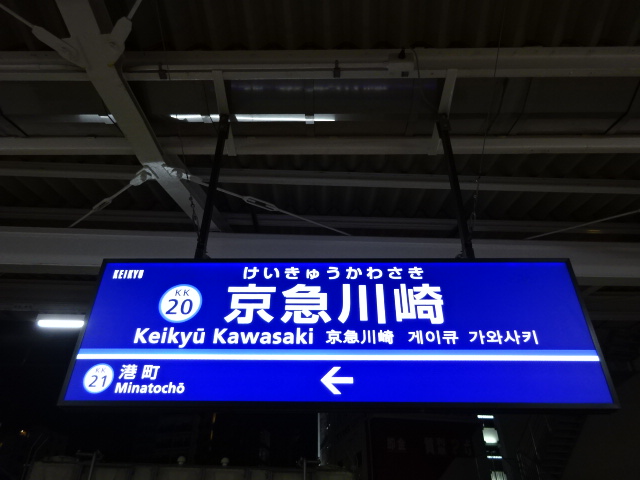 KEIKYU
けいきゅうかわさき
KK
20
京急川崎
Keikyū Kawasaki 京急川崎 게이큐 가와사키
KK
21
港町
Minatochō
←